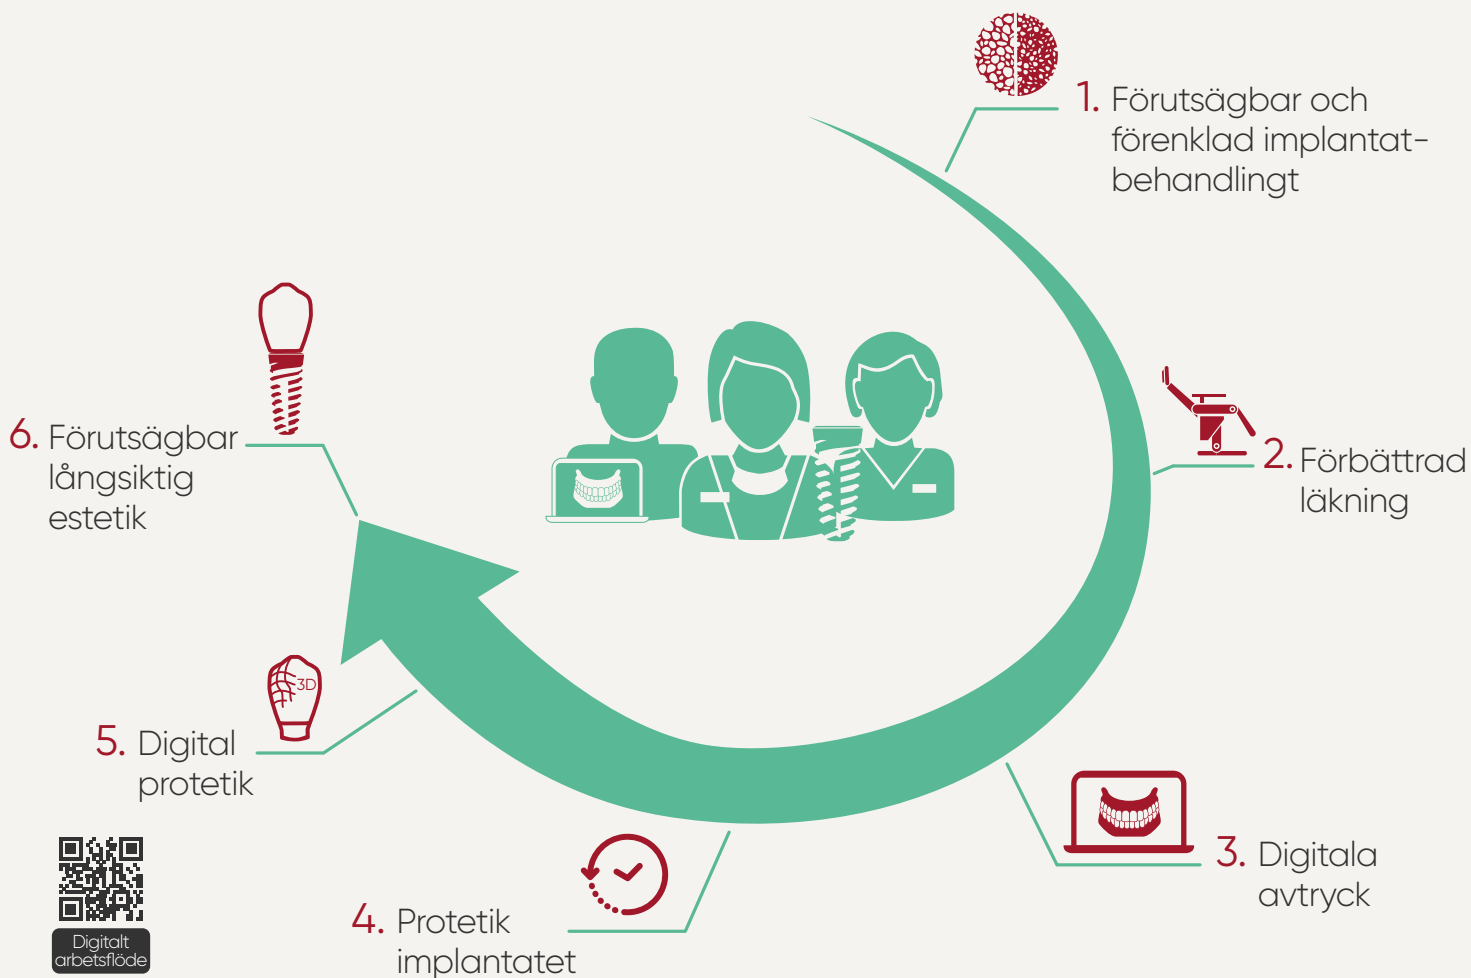 1. Förutsägbar och
förenklad implantat-
behandlingt
2. Förbättrad
läkning
3. Digitala
avtryck
4. Protetik
implantatet
5. Digital
protetik
3D
6. Förutsägbar
långsiktig
estetik
Digitalt
arbetsflöde